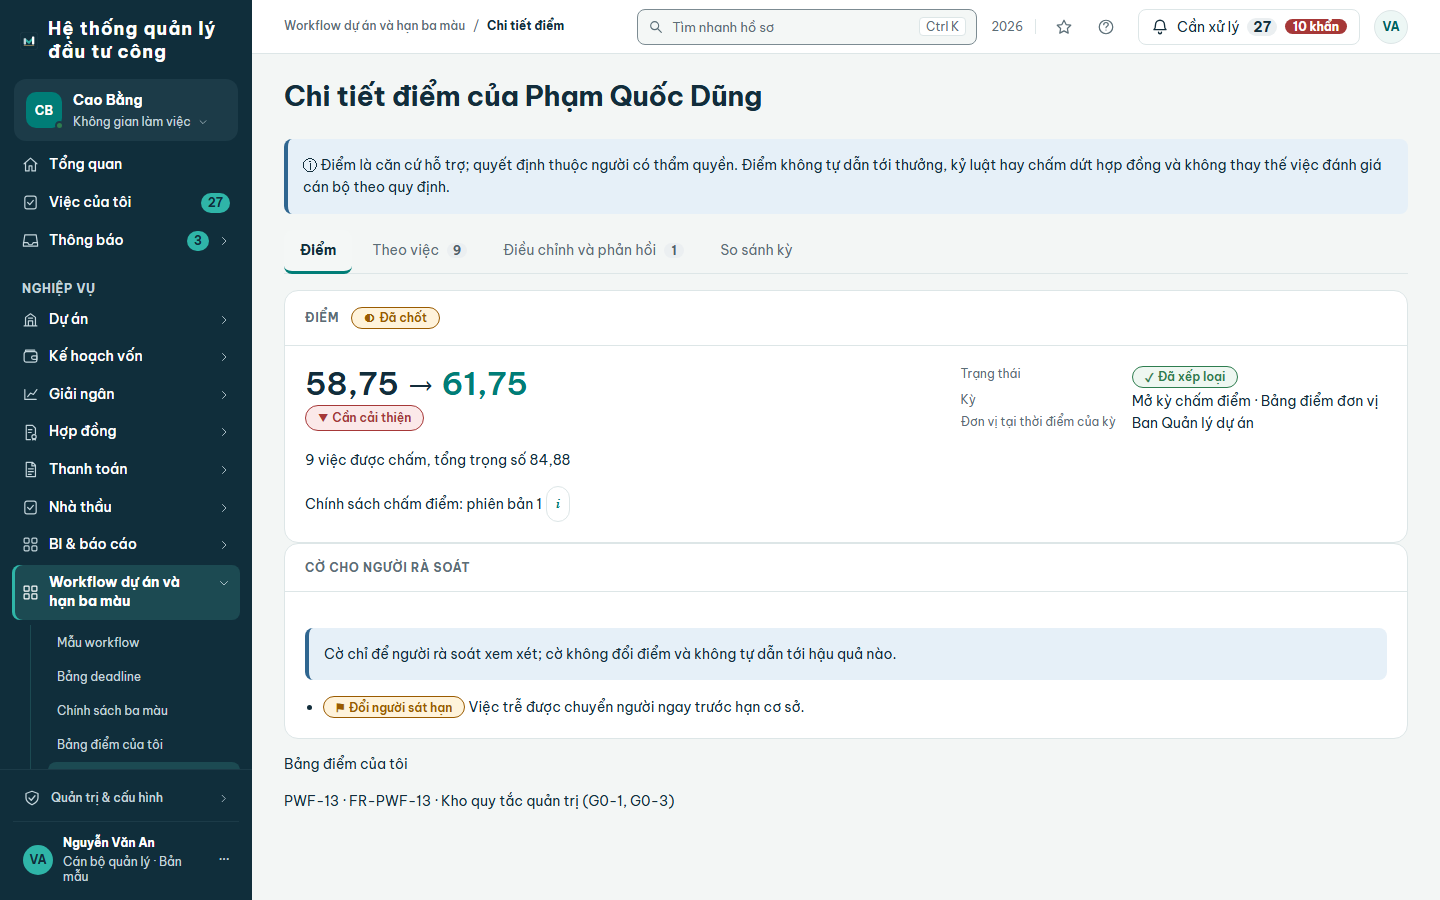 Hệ thống quản lý
đầu tư công
CB
Cao Bằng
Không gian làm việc
Tổng quan
Việc của tôi
27
Thông báo
3
NGHIỆP VỤ
Dự án
Kế hoạch vốn
Giải ngân
Hợp đồng
Thanh toán
Nhà thầu
BI & báo cáo
Workflow dự án và
hạn ba màu
Mẫu workflow
Bảng deadline
Chính sách ba màu
Bảng điểm của tôi
Quản trị & cấu hình
VA
Nguyễn Văn An
Cán bộ quản lý · Bản
mẫu
Workflow dự án và hạn ba màu / Chi tiết điểm
Tìm nhanh hồ sơ
Ctrl K
2026
Cần xử lý 27 10 khẩn
VA
Chi tiết điểm của Phạm Quốc Dũng
Điểm là căn cứ hỗ trợ; quyết định thuộc người có thẩm quyền. Điểm không tự dẫn tới thưởng, kỷ luật hay chấm dứt hợp đồng và không thay thế việc đánh giá
cán bộ theo quy định.
Điểm
Theo việc 9
Điều chỉnh và phản hồi 1
So sánh kỳ
ĐIỂM
Đã chốt
58,75 → 61,75
▼ Cần cải thiện
9 việc được chấm, tổng trọng số 84,88
Chính sách chấm điểm: phiên bản 1 i
Trạng thái
✓ Đã xếp loại
Kỳ
Mở kỳ chấm điểm · Bảng điểm đơn vị
Đơn vị tại thời điểm của kỳ
Ban Quản lý dự án
CỜ CHO NGƯỜI RÀ SOÁT
Cờ chỉ để người rà soát xem xét; cờ không đổi điểm và không tự dẫn tới hậu quả nào.
• Đổi người sát hạn Việc trễ được chuyển người ngay trước hạn cơ sở.
Bảng điểm của tôi
PWF-13 · FR-PWF-13 · Kho quy tắc quản trị (G0-1, G0-3)